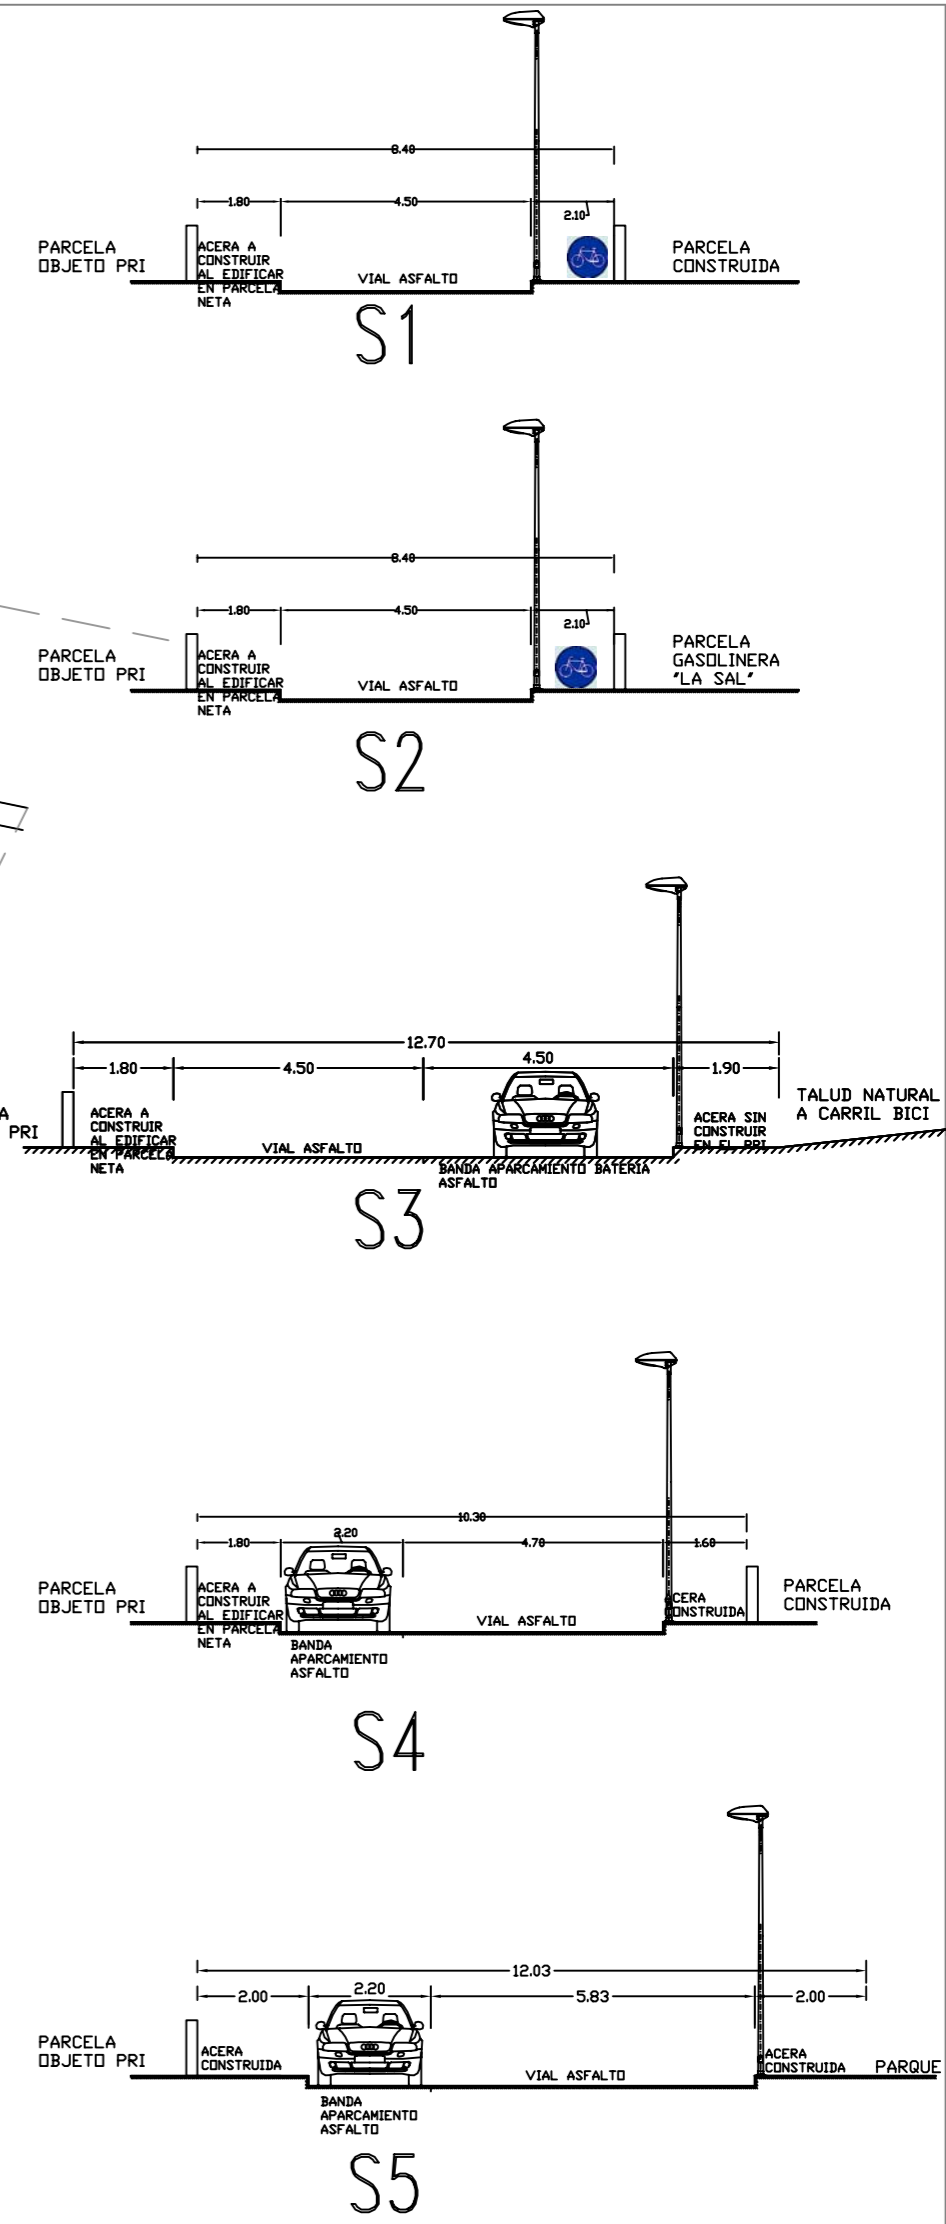 8.40
1.80
4.50
2.10
PARCELA
OBJETO PRI
ACERA A
CONSTRUIR
AL EDIFICAR
EN PARCELA
NETA
VIAL ASFALTO
PARCELA
CONSTRUIDA
S1
8.40
1.80
4.50
2.10
PARCELA
OBJETO PRI
ACERA A
CONSTRUIR
AL EDIFICAR
EN PARCELA
NETA
VIAL ASFALTO
PARCELA
GASOLINERA
"LA SAL"
S2
12.70
1.80
4.50
4.50
1.90
A
PRI
ACERA A
CONSTRUIR
AL EDIFICAR
EN PARCELA
NETA
VIAL ASFALTO
BANDA APARCAMIENTO BATERIA
ASFALTO
ACERA SIN
CONSTRUIR
EN EL PRI
TALUD NATURAL
A CARRIL BICI
S3
10.30
1.80
2.20
4.70
1.60
PARCELA
OBJETO PRI
ACERA A
CONSTRUIR
AL EDIFICAR
EN PARCELA
NETA
BANDA
APARCAMIENTO
ASFALTO
VIAL ASFALTO
CERA
ONSTRUIDA
PARCELA
CONSTRUIDA
S4
12.03
2.00
2.20
5.83
2.00
PARCELA
OBJETO PRI
ACERA
CONSTRUIDA
BANDA
APARCAMIENTO
ASFALTO
VIAL ASFALTO
ACERA
CONSTRUIDA
PARQUE
S5